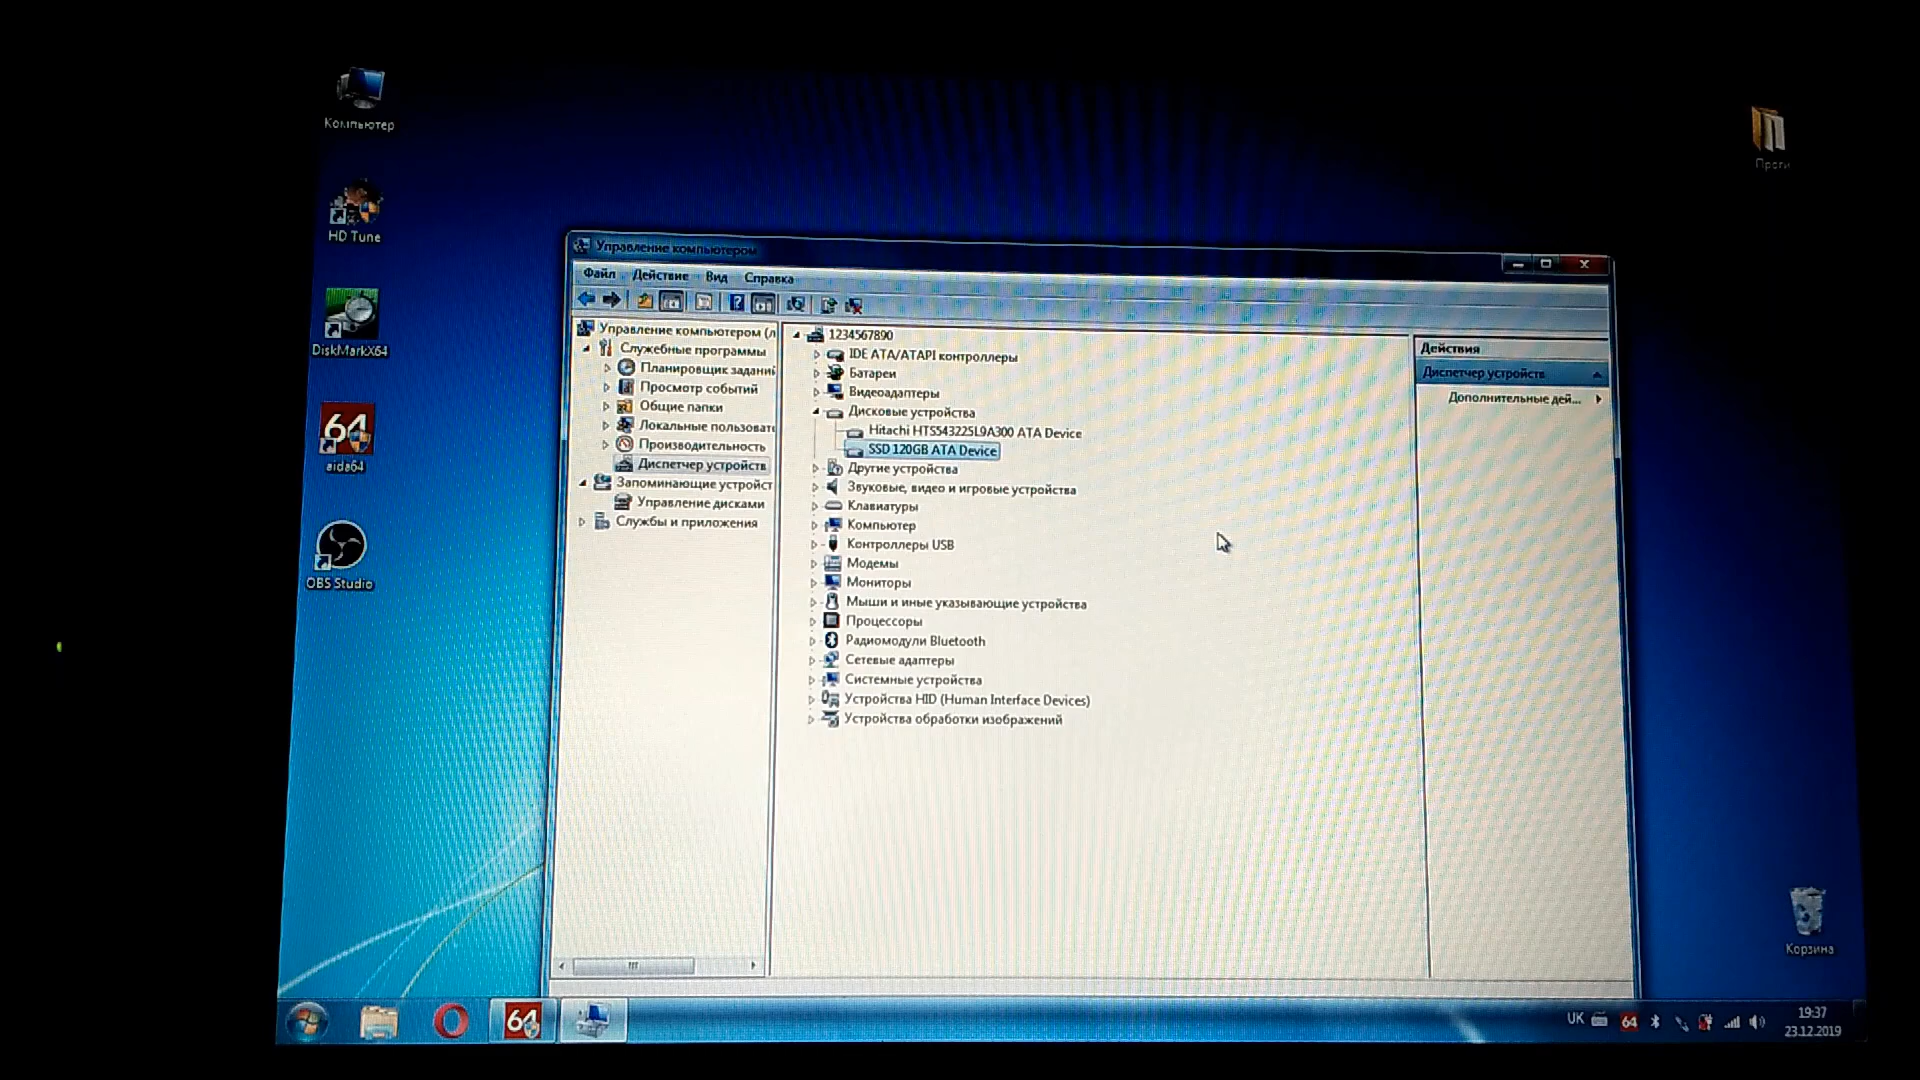 Компьютер
HD Tune
DiskMarkX64
64
aida64
OBS Studio
Проги
Управление компьютером
Файл Действие Вид Справка
Управление компьютером (л
Служебные программы
Планировщик заданий
Просмотр событий
Общие папки
Локальные пользоват
Производительность
Диспетчер устройств
Запоминающие устройст
Управление дисками
Службы и приложения
1234567890
IDE ATA/ATAPI контроллеры
Батареи
Видеоадаптеры
Дисковые устройства
Hitachi HTS543225L9A300 ATA Device
SSD 120GB ATA Device
Другие устройства
Звуковые, видео и игровые устройства
Клавиатуры
Компьютер
Контроллеры USB
Модемы
Мониторы
Мыши и иные указывающие устройства
Процессоры
Радиомодули Bluetooth
Сетевые адаптеры
Системные устройства
Устройства HID (Human Interface Devices)
Устройства обработки изображений
Действия
Диспетчер устройств
Дополнительные дей...
Корзина
64
UK
64
19:37
23.12.2019